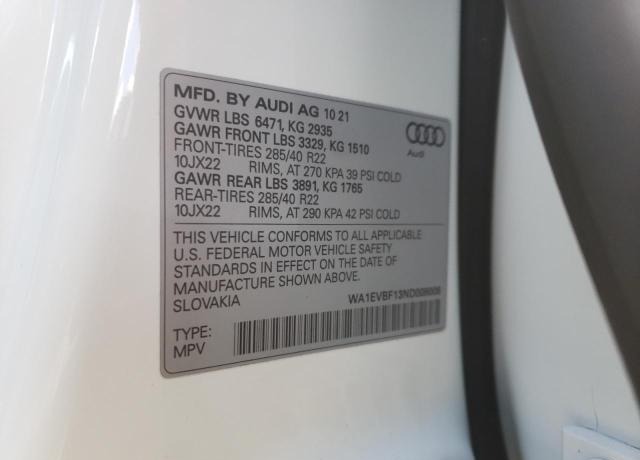 MFD. BY AUDI AG 10 21
GVWR LBS 6471, KG 2935
GAWR FRONT LBS 3329, KG 1510
FRONT-TIRES 285/40 R22
10JX22 RIMS, AT 270 KPA 39 PSI COLD
GAWR REAR LBS 3891, KG 1765
REAR-TIRES 285/40 R22
10JX22 RIMS, AT 290 KPA 42 PSI COLD
Audi
THIS VEHICLE CONFORMS TO ALL APPLICABLE
U.S. FEDERAL MOTOR VEHICLE SAFETY
STANDARDS IN EFFECT ON THE DATE OF
MANUFACTURE SHOWN ABOVE.
SLOVAKIA
TYPE:
MPV